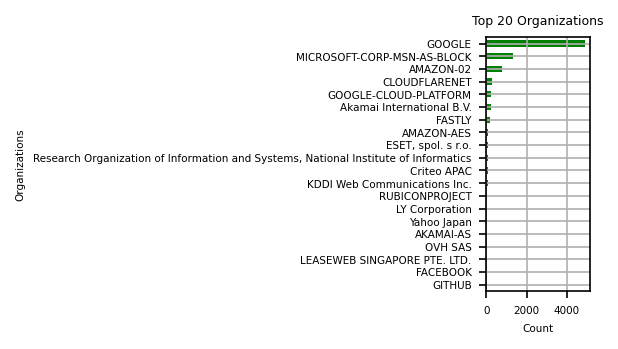 Top 20 Organizations
GOOGLE
MICROSOFT-CORP-MSN-AS-BLOCK
AMAZON-02
CLOUDFLARENET
GOOGLE-CLOUD-PLATFORM
Akamai International B.V.
FASTLY
AMAZON-AES
ESET, spol. s r.o.
Research Organization of Information and Systems, National Institute of Informatics
Criteo APAC
KDDI Web Communications Inc.
RUBICONPROJECT
LY Corporation
Yahoo Japan
AKAMAI-AS
OVH SAS
LEASEWEB SINGAPORE PTE. LTD.
FACEBOOK
GITHUB
Organizations
0 2000 4000
Count